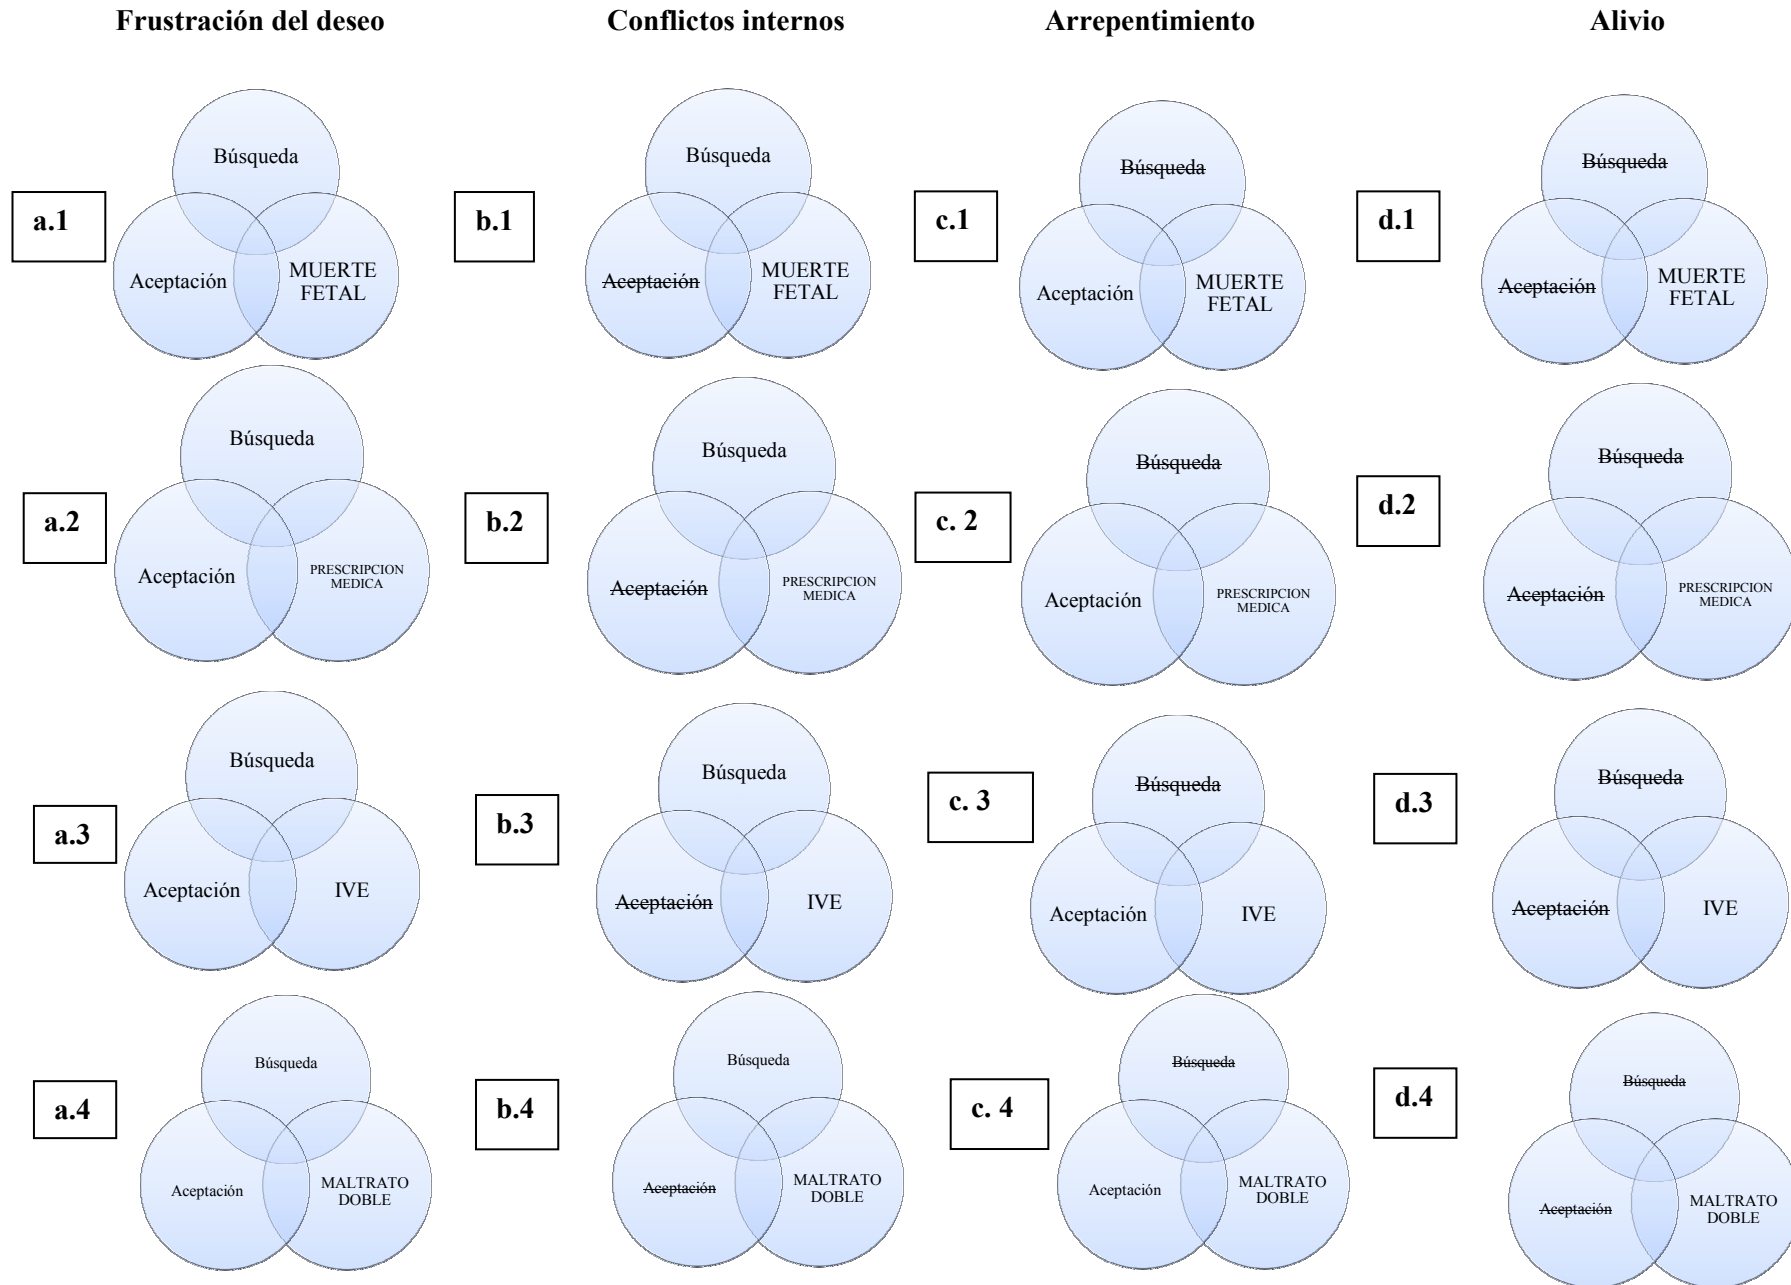 Frustración del deseo
Conflictos internos
Arrepentimiento
Alivio
a.1
Búsqueda
Aceptación
MUERTE
FETAL
b.1
Búsqueda
Aceptación
MUERTE
FETAL
c.1
Búsqueda
Aceptación
MUERTE
FETAL
d.1
Búsqueda
Aceptación
MUERTE
FETAL
a.2
Búsqueda
Aceptación
PRESCRIPCION
MEDICA
b.2
Búsqueda
Aceptación
PRESCRIPCION
MEDICA
c. 2
Búsqueda
Aceptación
PRESCRIPCION
MEDICA
d.2
Búsqueda
Aceptación
PRESCRIPCION
MEDICA
a.3
Búsqueda
Aceptación
IVE
b.3
Búsqueda
Aceptación
IVE
c. 3
Búsqueda
Aceptación
IVE
d.3
Búsqueda
Aceptación
IVE
a.4
Búsqueda
Aceptación
MALTRATO
DOBLE
b.4
Búsqueda
Aceptación
MALTRATO
DOBLE
c. 4
Búsqueda
Aceptación
MALTRATO
DOBLE
d.4
Búsqueda
Aceptación
MALTRATO
DOBLE